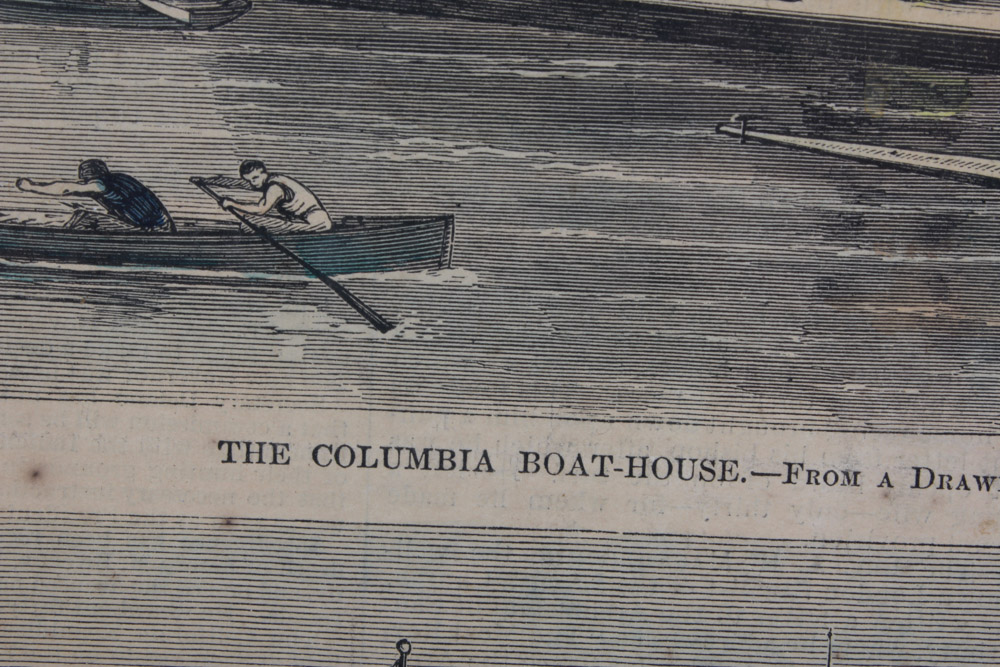 THE COLUMBIA BOAT-HOUSE.—FROM A DRAW